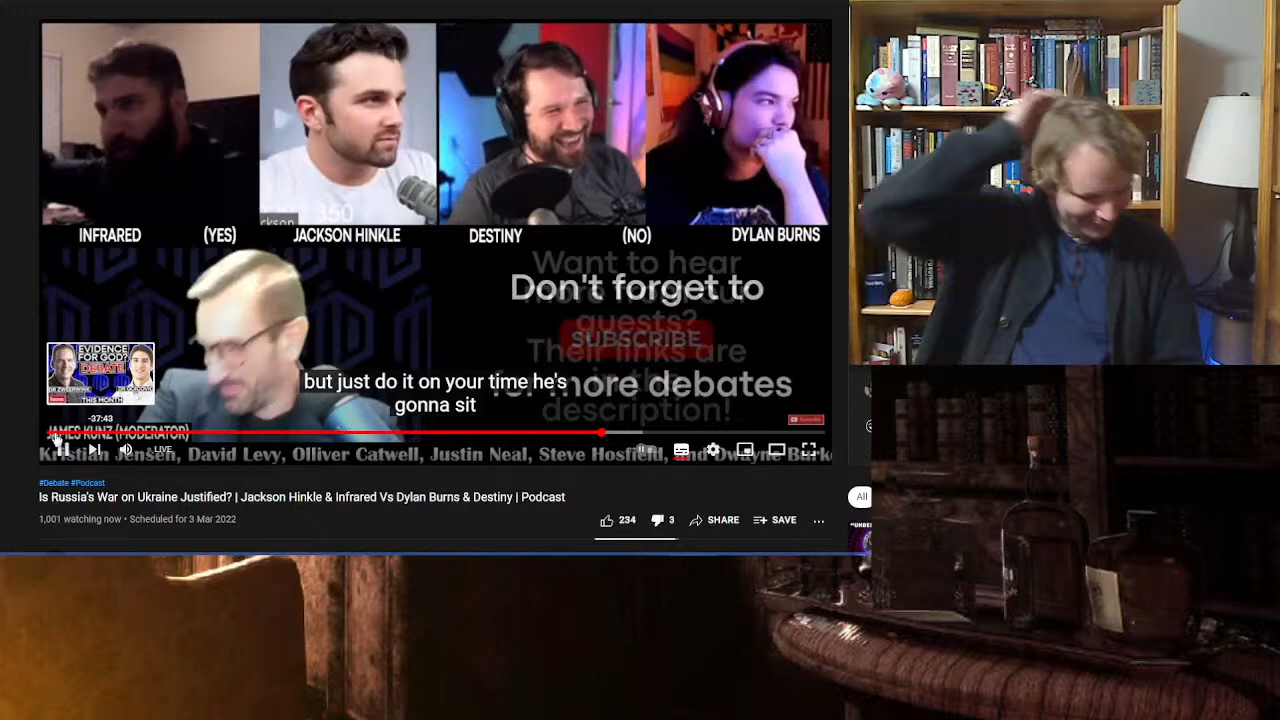 INFRARED (YES) JACKSON HINKLE DESTINY (NO) DYLAN BURNS
Want to hear
Don't forget to
guests?
SUBSCRIBE
Their links are
EVIDENCE
FOR GOD?
DEBATE
THIS MONTH
but just do it on your time he's
gonna sit
more debates
description!
-37:43
JAMES KUNZ (MODERATOR)
LIVE
Kristian Jensen, David Levy, Olliver Catwell, Justin Neal, Steve Hosfield, and Dwayne Burke
#Debate #Podcast
Is Russia's War on Ukraine Justified? | Jackson Hinkle & Infrared Vs Dylan Burns & Destiny | Podcast
All
1,001 watching now • Scheduled for 3 Mar 2022
234 3 SHARE SAVE ...